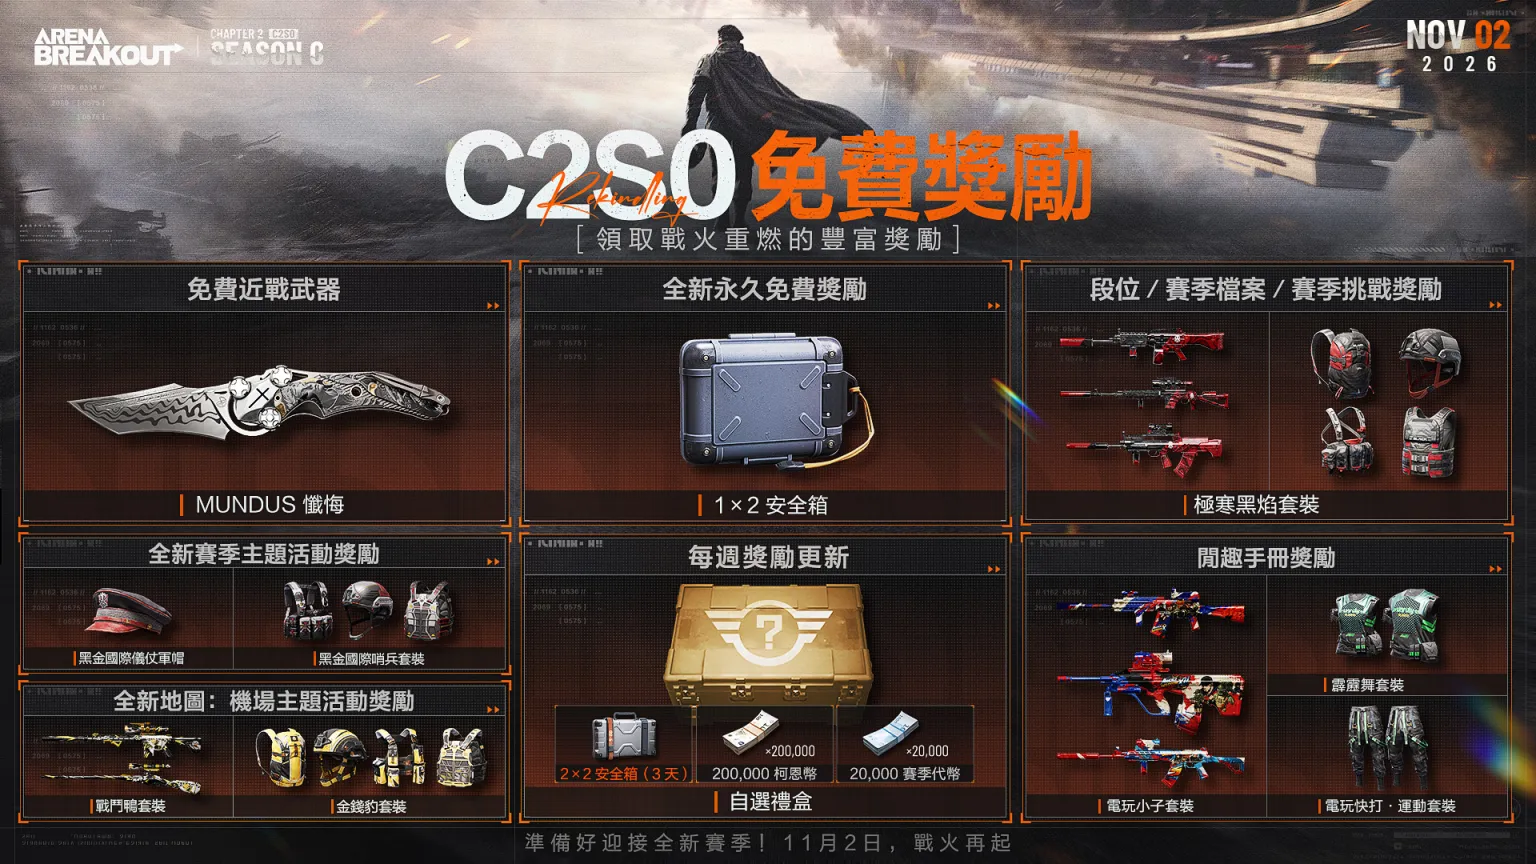 ARENA
BREAKOUT
CHAPTER 2 C2S0
SEASON 0
NOV 02
2026
C2S0 免費獎勵
Rekindling
[ 領取戰火重燃的豐富獎勵 ]
免費近戰武器
MUNDUS 懺悔
全新永久免費獎勵
1×2 安全箱
段位 / 賽季檔案 / 賽季挑戰獎勵
極寒黑焰套裝
全新賽季主題活動獎勵
黑金國際儀仗軍帽
黑金國際哨兵套裝
全新地圖：機場主題活動獎勵
戰鬥鴨套裝
金錢豹套裝
每週獎勵更新
?
2×2 安全箱（3 天）
×200,000
200,000 柯恩幣
×20,000
20,000 賽季代幣
自選禮盒
閒趣手冊獎勵
電玩小子套裝
霹靂舞套裝
電玩快打 · 運動套裝
準備好迎接全新賽季！11月2日，戰火再起